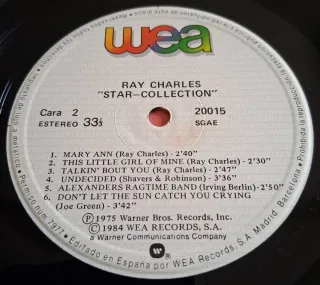 wea
RAY CHARLES
"STAR-COLLECTION"
Cara 2
20015
ESTEREO 33⅓
SGAE
1. MARY ANN (Ray Charles) - 2'40"
2. THIS LITTLE GIRL OF MINE (Ray Charles) - 2'30"
3. TALKIN' BOUT YOU (Ray Charles) - 2'47"
4. UNDECIDED (Shavers & Robinson) - 3'36"
5. ALEXANDERS RAGTIME BAND (Irving Berlin) - 2'50"
6. DON'T LET THE SUN CATCH YOU CRYING
(Joe Green) - 3'42"
Ⓟ 1975 Warner Bros. Records, Inc.
© 1984 WEA RECORDS, S.A.
a Warner Communications Company
Editado en España por WEA Records, S.A. Madrid. Barcelona